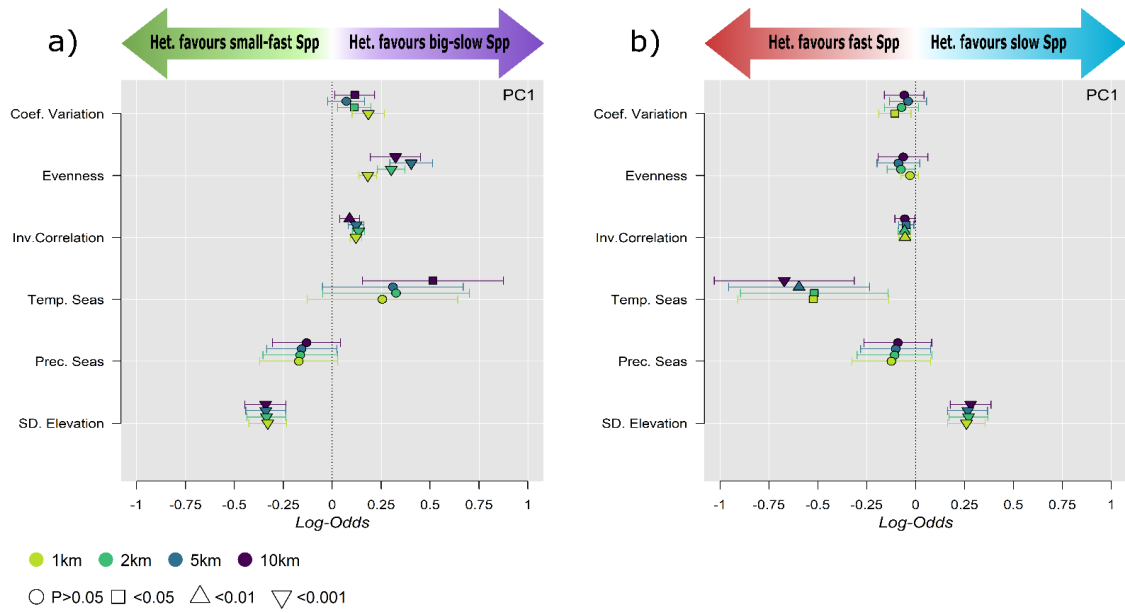 a)
Het. favours small-fast Spp
Het. favours big-slow Spp
PC1
Coef. Variation
Evenness
Inv.Correlation
Temp. Seas
Prec. Seas
SD. Elevation
-1 -0.75 -0.5 -0.25 0 0.25 0.5 0.75 1
Log-Odds
b)
Het. favours fast Spp
Het. favours slow Spp
PC1
Coef. Variation
Evenness
Inv.Correlation
Temp. Seas
Prec. Seas
SD. Elevation
-1 -0.75 -0.5 -0.25 0 0.25 0.5 0.75 1
Log-Odds
1km 2km 5km 10km
P>0.05 <0.05 <0.01 <0.001